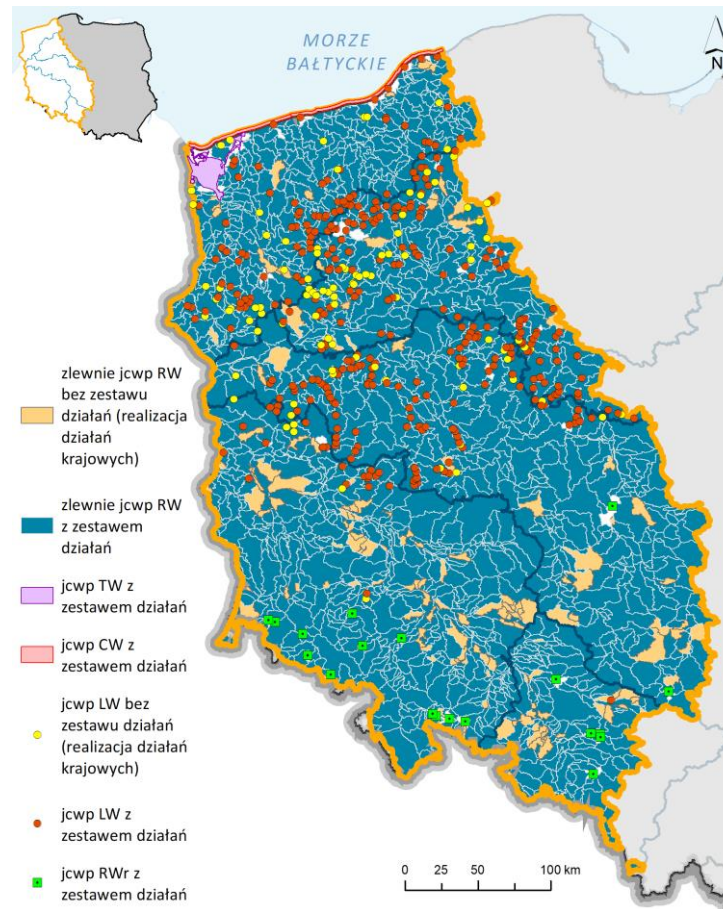 MORZE
BAŁTYCKIE
N
zlewnie jcwp RW
bez zestawu
działań (realizacja
działań
krajowych)
zlewnie jcwp RW
z zestawem
działań
jcwp TW z
zestawem działań
jcwp CW z
zestawem działań
jcwp LW bez
zestawu działań
(realizacja działań
krajowych)
jcwp LW z
zestawem działań
jcwp RWr z
zestawem działań
0 25 50 100 km